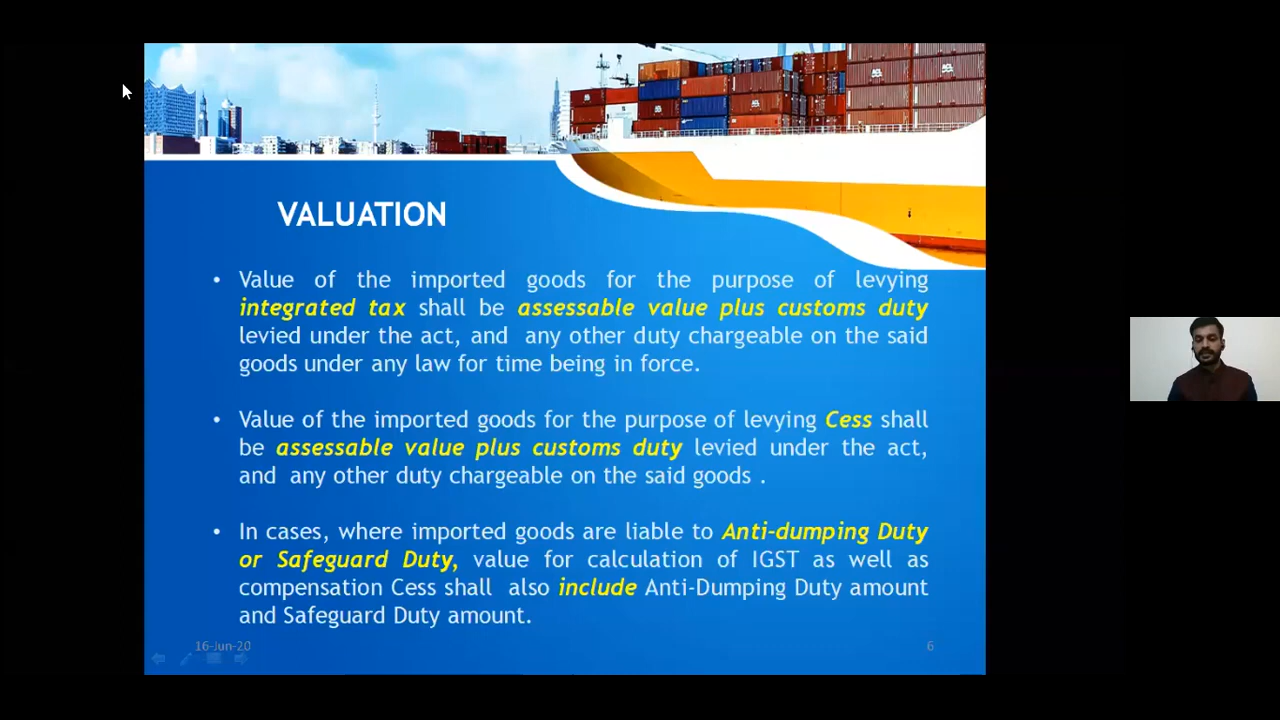 VALUATION
• Value of the imported goods for the purpose of levying
integrated tax shall be assessable value plus customs duty
levied under the act, and any other duty chargeable on the said
goods under any law for time being in force.
• Value of the imported goods for the purpose of levying Cess shall
be assessable value plus customs duty levied under the act,
and any other duty chargeable on the said goods .
• In cases, where imported goods are liable to Anti-dumping Duty
or Safeguard Duty, value for calculation of IGST as well as
compensation Cess shall also include Anti-Dumping Duty amount
and Safeguard Duty amount.
16-Jun-20
6